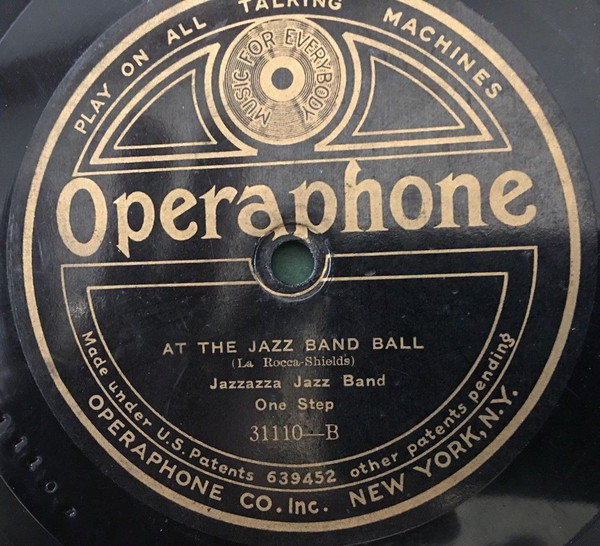 PLAY ON ALL TALKING MACHINES
MUSIC FOR EVERYBODY
Operaphone
AT THE JAZZ BAND BALL
(La Rocca-Shields)
Jazzazza Jazz Band
One Step
31110—B
Made under U.S. Patents 639452 other patents pending
OPERAPHONE CO. Inc. NEW YORK, N.Y.